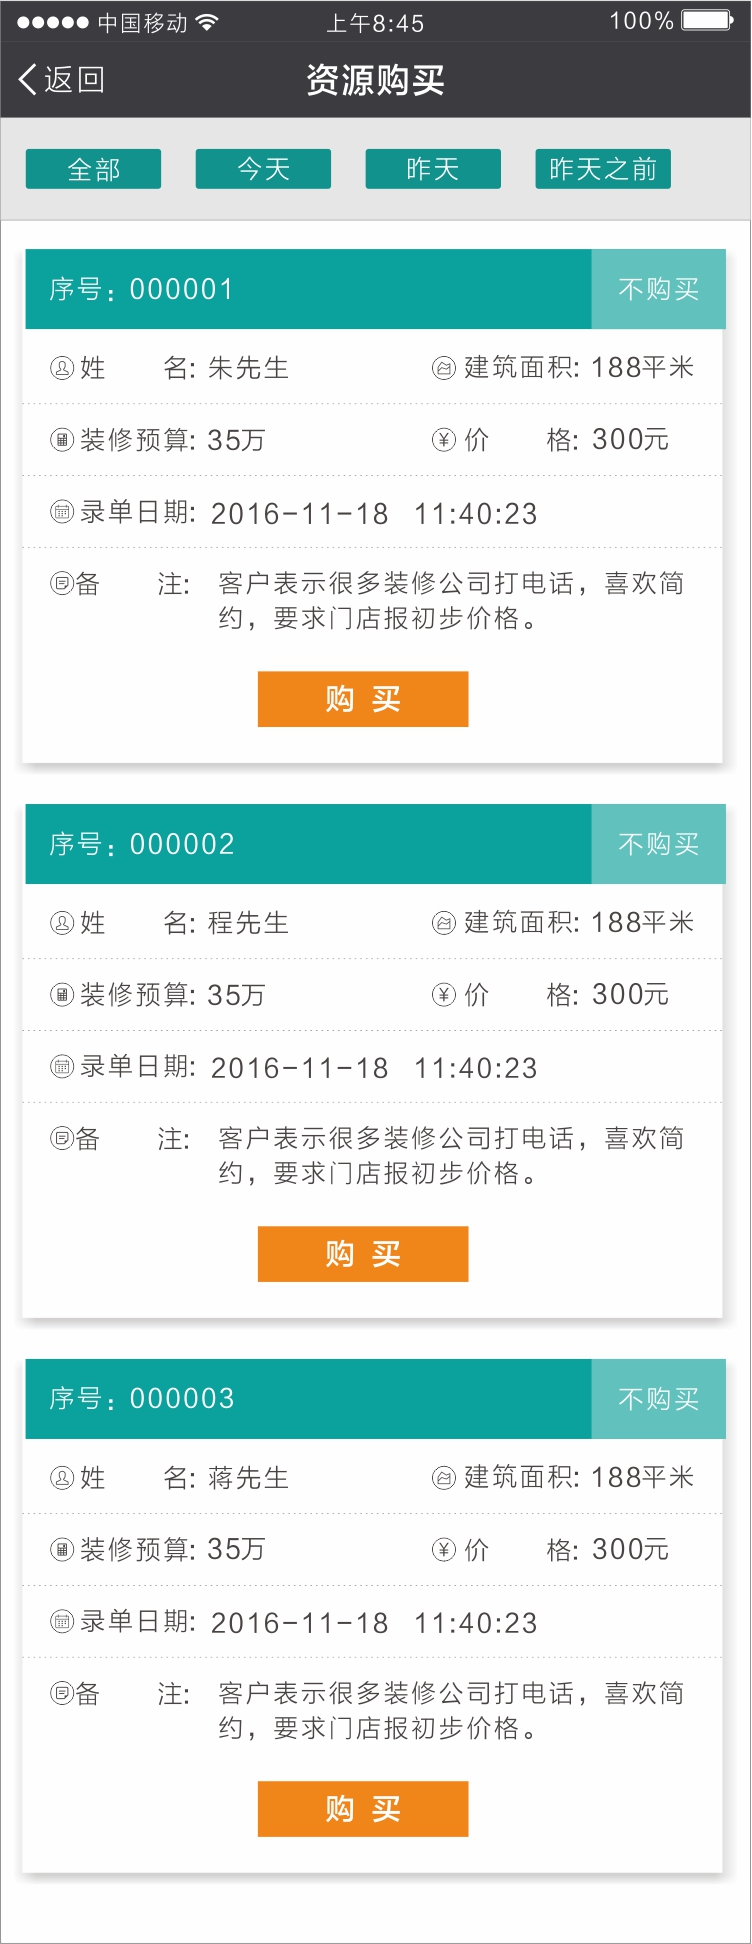 中国移动 上午8:45 100%
返回 资源购买
全部 今天 昨天 昨天之前
序号：000001 不购买
姓 名: 朱先生 建筑面积: 188平米
装修预算: 35万 价 格: 300元
录单日期: 2016-11-18 11:40:23
备 注: 客户表示很多装修公司打电话，喜欢简
约，要求门店报初步价格。
购 买
序号：000002 不购买
姓 名: 程先生 建筑面积: 188平米
装修预算: 35万 价 格: 300元
录单日期: 2016-11-18 11:40:23
备 注: 客户表示很多装修公司打电话，喜欢简
约，要求门店报初步价格。
购 买
序号：000003 不购买
姓 名: 蒋先生 建筑面积: 188平米
装修预算: 35万 价 格: 300元
录单日期: 2016-11-18 11:40:23
备 注: 客户表示很多装修公司打电话，喜欢简
约，要求门店报初步价格。
购 买